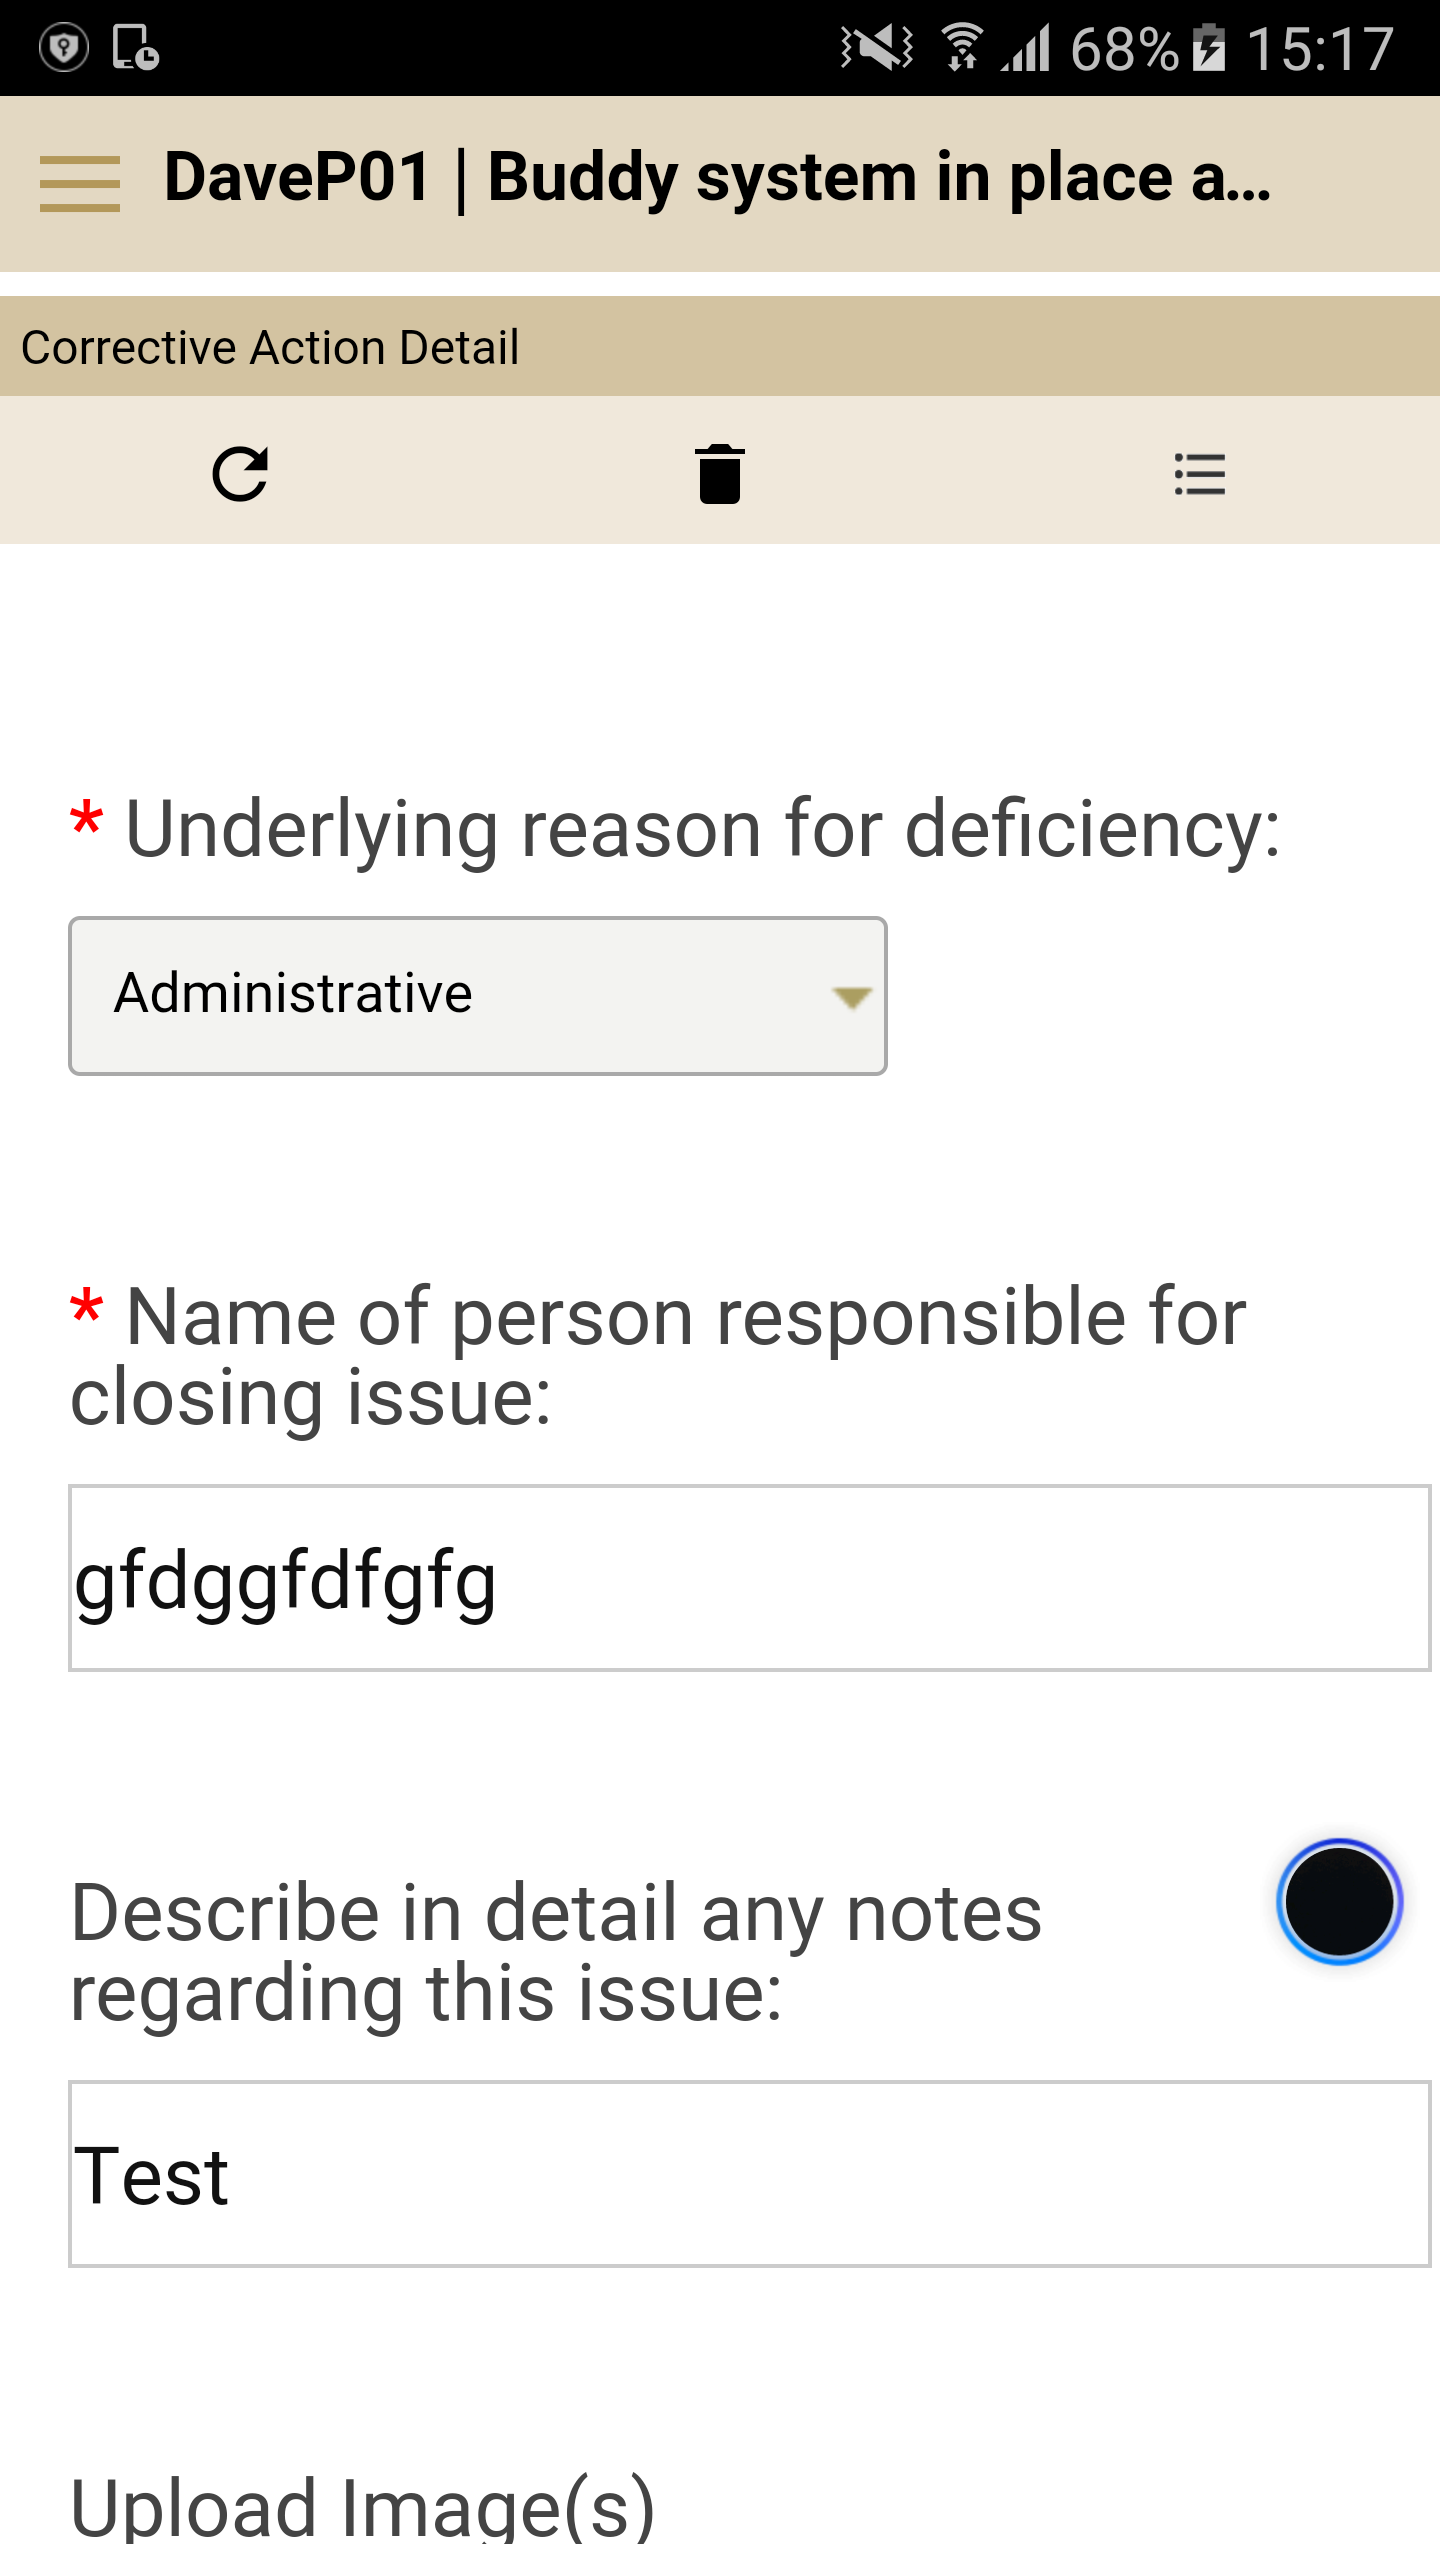 68% 15:17
DaveP01 | Buddy system in place a...
Corrective Action Detail
* Underlying reason for deficiency:
Administrative
* Name of person responsible for
closing issue:
gfdggfdfgfg
Describe in detail any notes
regarding this issue:
Test
Upload Image(s)